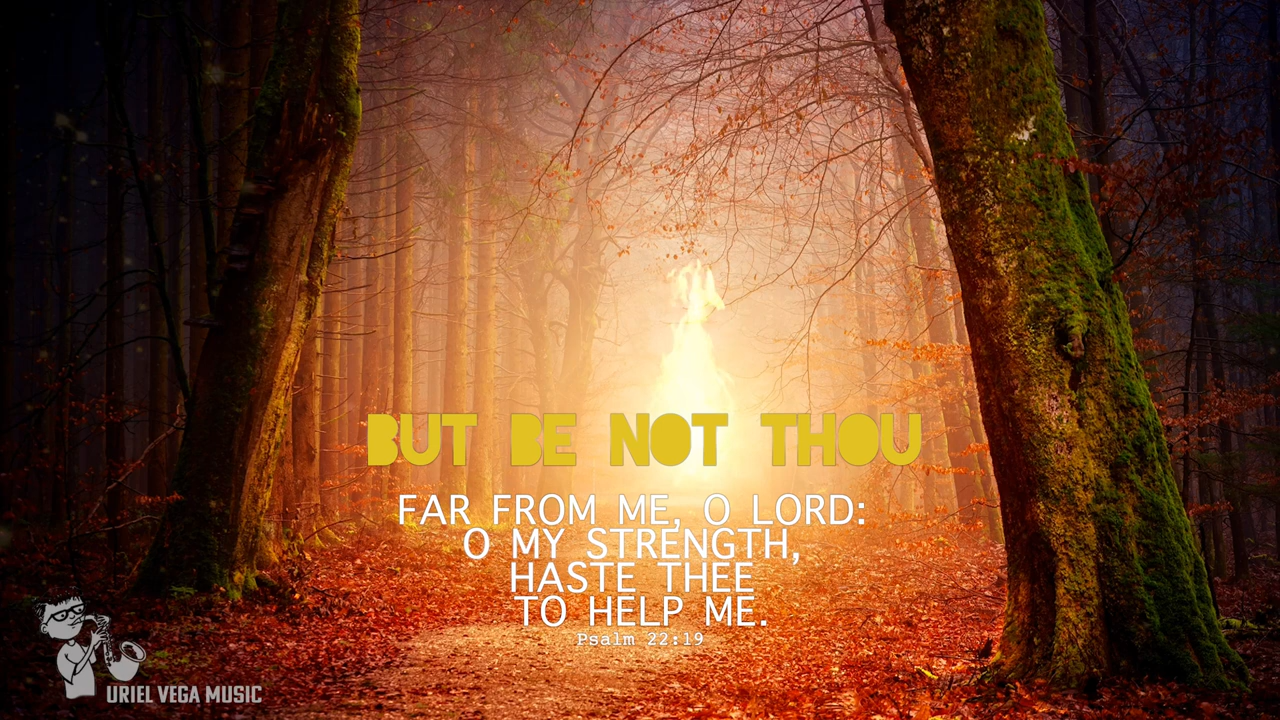 BUT BE NOT THOU
FAR FROM ME, O LORD:
O MY STRENGTH,
HASTE THEE
TO HELP ME.
Psalm 22:19
URIEL VEGA MUSIC